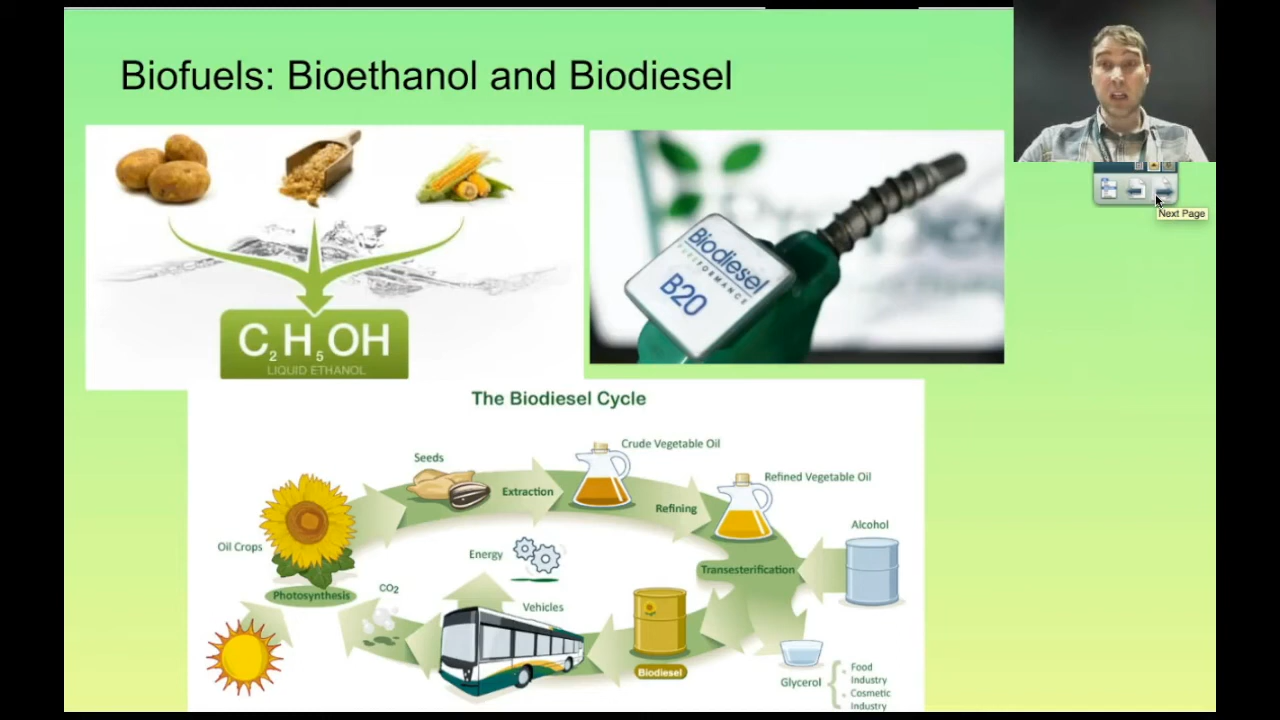 Biofuels: Bioethanol and Biodiesel
Next Page
C2H5OH
LIQUID ETHANOL
Biodiesel
PERFORMANCE
B20
The Biodiesel Cycle
Crude Vegetable Oil
Seeds
Refined Vegetable Oil
Extraction
Refining
Alcohol
Oil Crops
Energy
Transesterification
CO2
Photosynthesis
Vehicles
Biodiesel
Glycerol
Food
Industry
Cosmetic
Industry